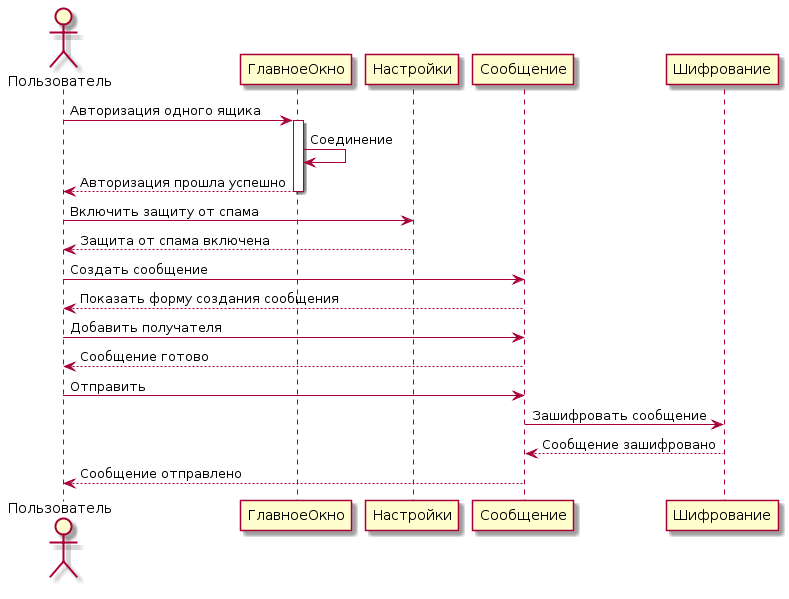 Пользователь
ГлавноеОкно
Настройки
Сообщение
Шифрование
Авторизация одного ящика
Соединение
Авторизация прошла успешно
Включить защиту от спама
Защита от спама включена
Создать сообщение
Показать форму создания сообщения
Добавить получателя
Сообщение готово
Отправить
Зашифровать сообщение
Сообщение зашифровано
Сообщение отправлено
Пользователь
ГлавноеОкно
Настройки
Сообщение
Шифрование